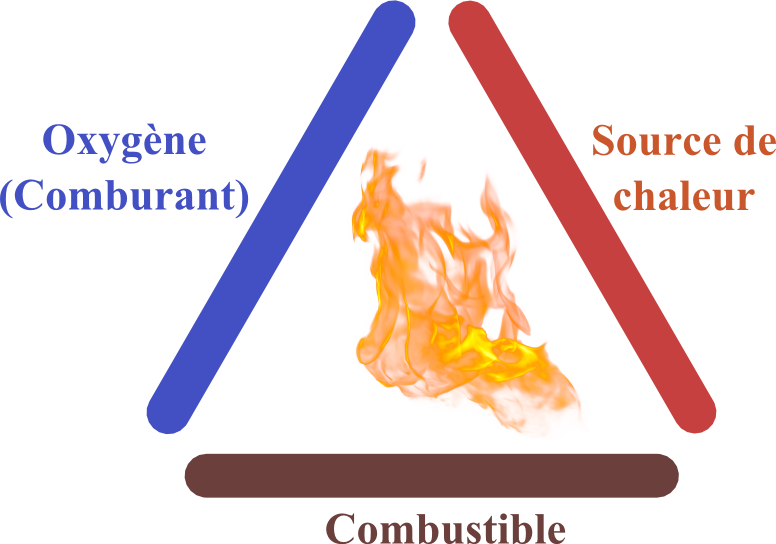 Oxygène
(Comburant)
Source de
chaleur
Combustible